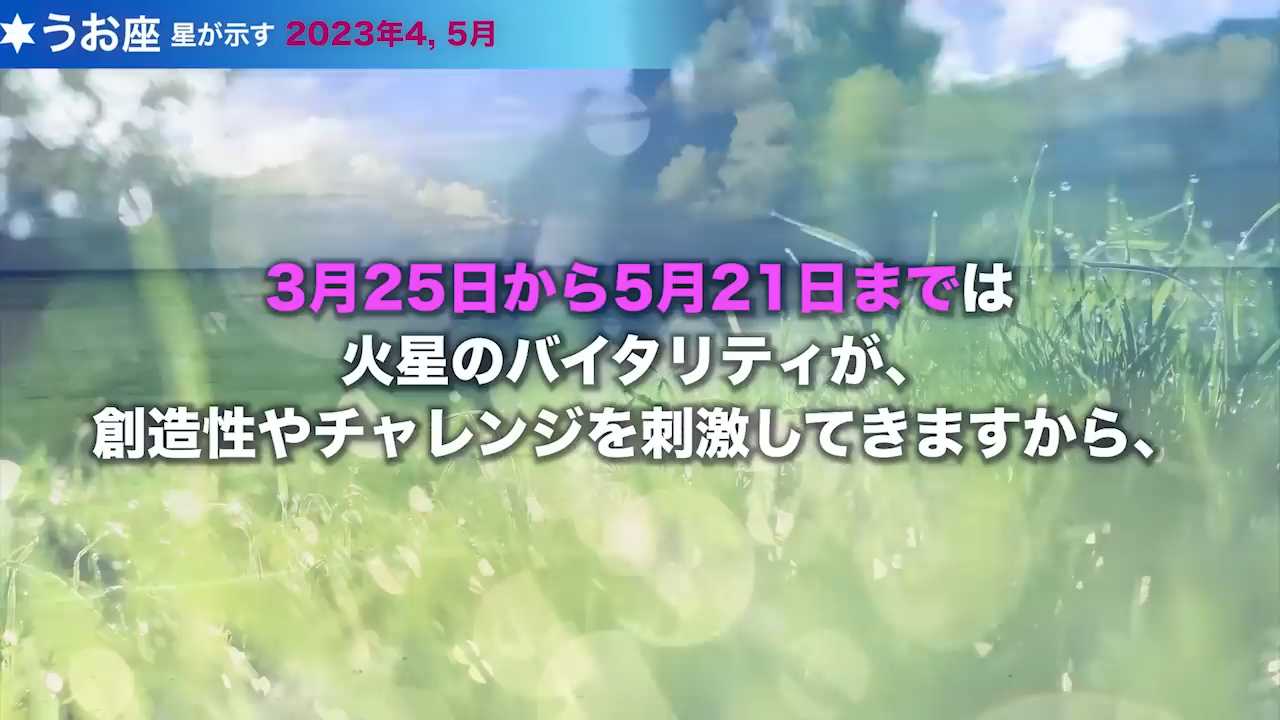 ★うお座 星が示す 2023年4, 5月
3月25日から5月21日までは
火星のバイタリティが、
創造性やチャレンジを刺激してきますから、